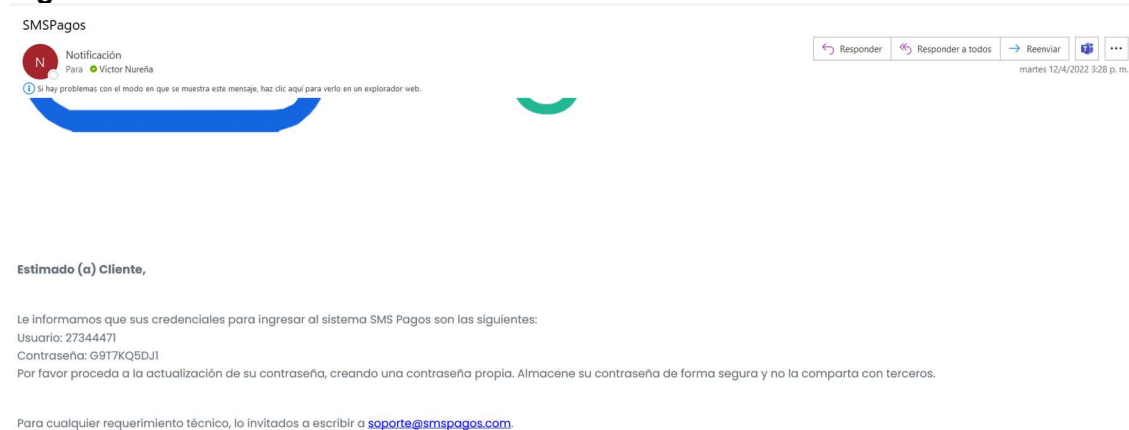 SMSPagos
N
Notificación
Para Victor Nureña
Responder
Responder a todos
Reenviar
martes 12/4/2022 3:28 p. m.
Si hay problemas con el modo en que se muestra este mensaje, haz clic aquí para verlo en un explorador web.
Estimado (a) Cliente,
Le informamos que sus credenciales para ingresar al sistema SMS Pagos son las siguientes:
Usuario: 27344471
Contraseña: G9T7KQ5DJ1
Por favor proceda a la actualización de su contraseña, creando una contraseña propia. Almacene su contraseña de forma segura y no la comparta con terceros.
Para cualquier requerimiento técnico, lo invitados a escribir a soporte@smspagos.com.